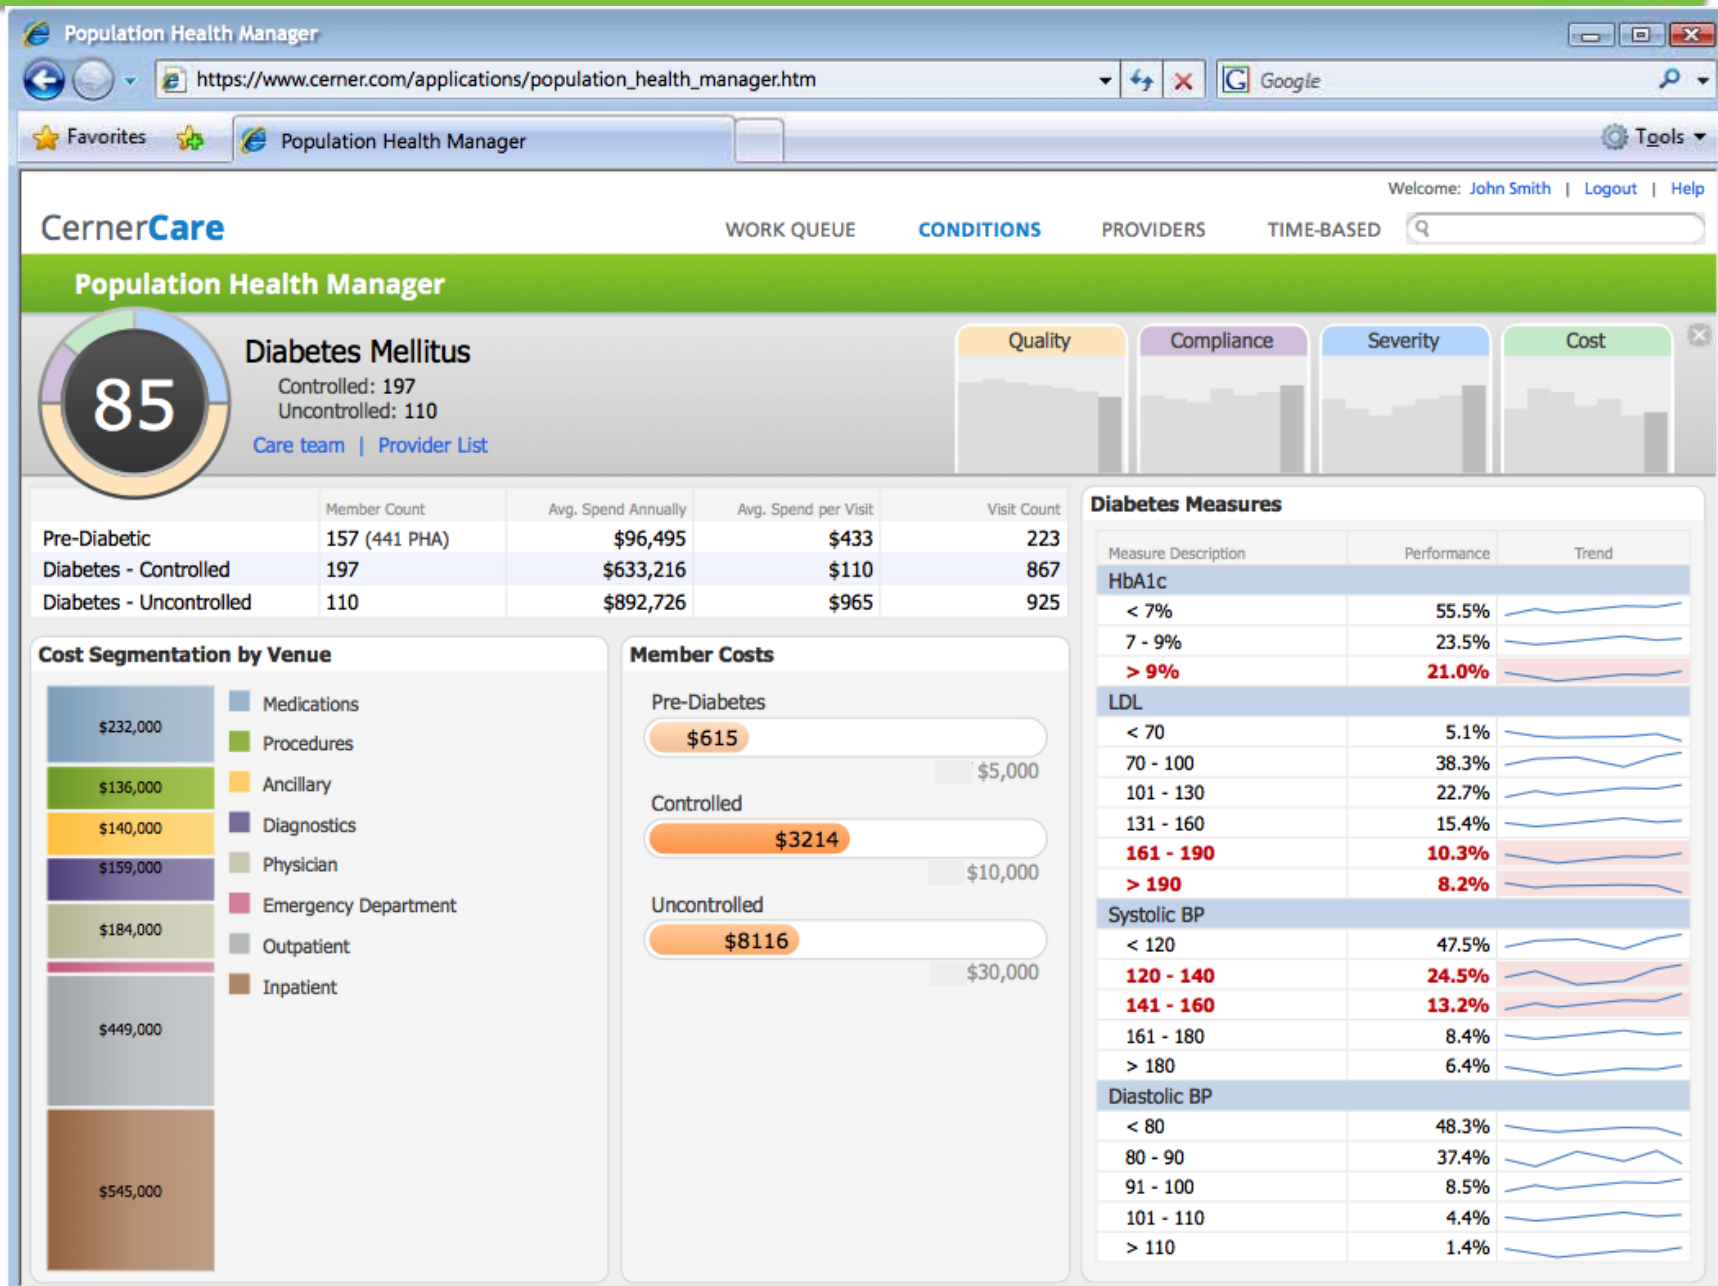 Population Health Manager
https://www.cerner.com/applications/population_health_manager.htm
Google
Favorites
Population Health Manager
Tools
Welcome: John Smith | Logout | Help
CernerCare
WORK QUEUE CONDITIONS PROVIDERS TIME-BASED
Population Health Manager
85
Diabetes Mellitus
Controlled: 197
Uncontrolled: 110
Care team | Provider List
Quality Compliance Severity Cost
Member Count Avg. Spend Annually Avg. Spend per Visit Visit Count
Pre-Diabetic 157 (441 PHA) $96,495 $433 223
Diabetes - Controlled 197 $633,216 $110 867
Diabetes - Uncontrolled 110 $892,726 $965 925
Cost Segmentation by Venue
$232,000
$136,000
$140,000
$159,000
$184,000
$449,000
$545,000
Medications
Procedures
Ancillary
Diagnostics
Physician
Emergency Department
Outpatient
Inpatient
Member Costs
Pre-Diabetes
$615
$5,000
Controlled
$3214
$10,000
Uncontrolled
$8116
$30,000
Diabetes Measures
Measure Description Performance Trend
HbA1c
< 7% 55.5%
7 - 9% 23.5%
> 9% 21.0%
LDL
< 70 5.1%
70 - 100 38.3%
101 - 130 22.7%
131 - 160 15.4%
161 - 190 10.3%
> 190 8.2%
Systolic BP
< 120 47.5%
120 - 140 24.5%
141 - 160 13.2%
161 - 180 8.4%
> 180 6.4%
Diastolic BP
< 80 48.3%
80 - 90 37.4%
91 - 100 8.5%
101 - 110 4.4%
> 110 1.4%